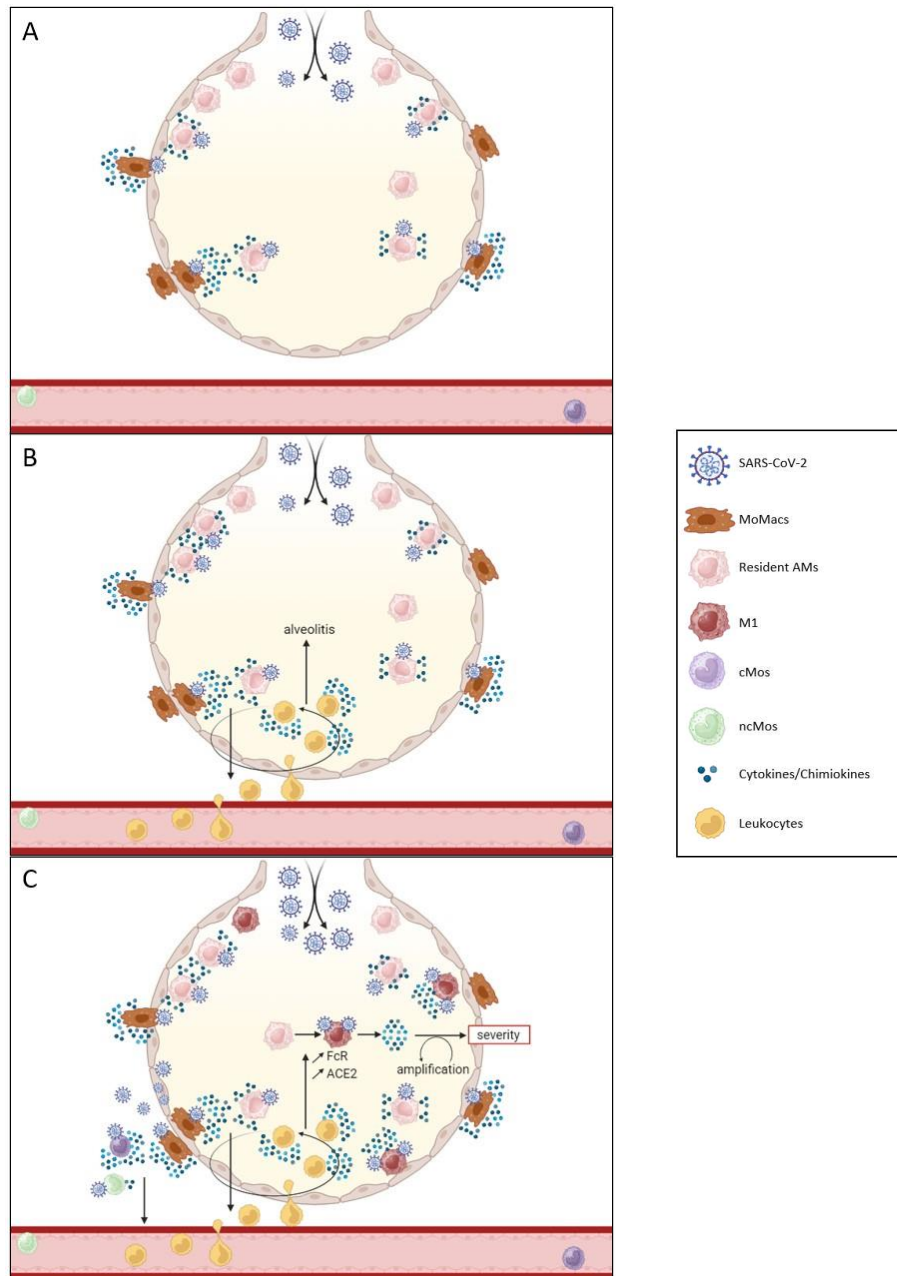 A
B
alveolitis
C
severity
FcR
ACE2
amplification
SARS-CoV-2
MoMacs
Resident AMs
M1
cMos
ncMos
Cytokines/Chimiokines
Leukocytes